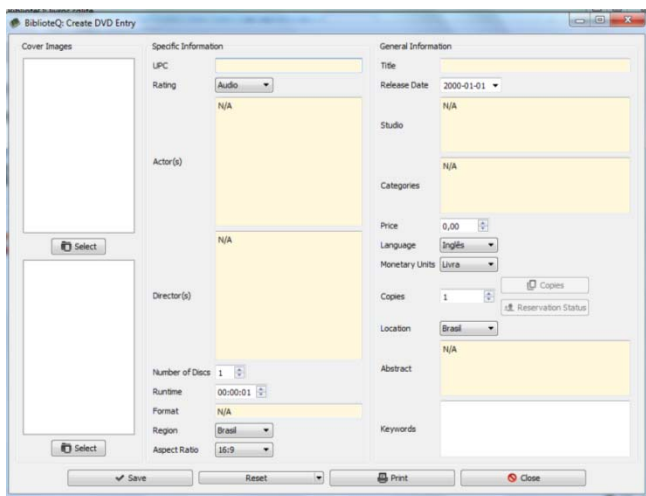 BiblioteQ: Create DVD Entry
Cover Images
Select
Select
Specific Information
UPC
Rating Audio
Actor(s) N/A
Director(s) N/A
Number of Discs 1
Runtime 00:00:01
Format N/A
Region Brasil
Aspect Ratio 16:9
General Information
Title
Release Date 2000-01-01
Studio N/A
Categories N/A
Price 0,00
Language Inglês
Monetary Units Livra
Copies 1 Copies
Reservation Status
Location Brasil
Abstract N/A
Keywords
Save Reset Print Close